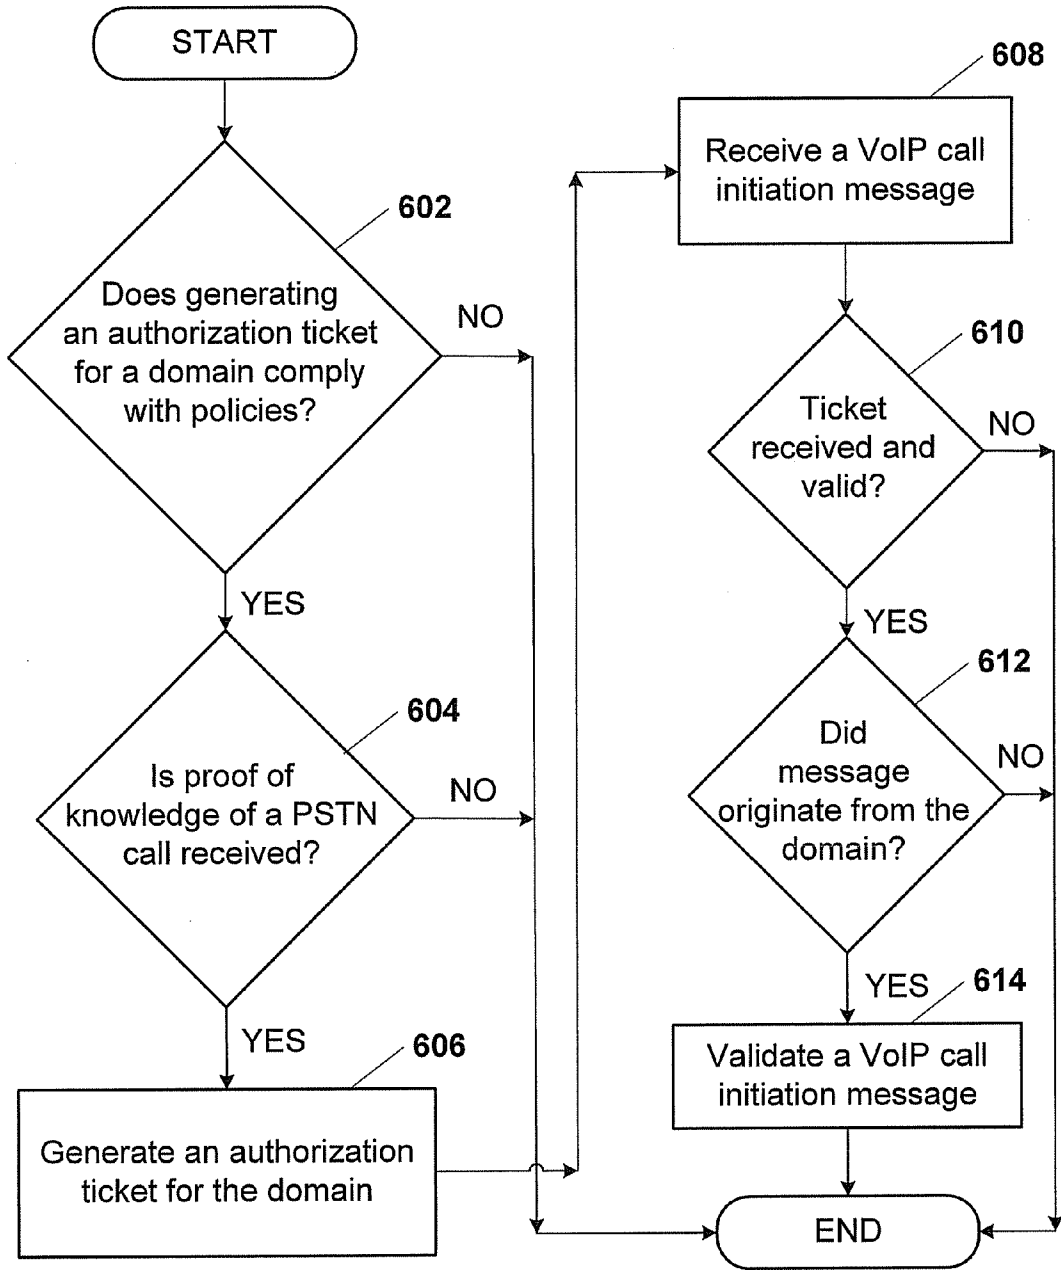 START
602
Does generating
an authorization ticket
for a domain comply
with policies?
NO
YES
604
Is proof of
knowledge of a PSTN
call received?
NO
YES
606
Generate an authorization
ticket for the domain
608
Receive a VoIP call
initiation message
610
Ticket
received and
valid?
NO
YES
612
Did
message
originate from the
domain?
NO
YES
614
Validate a VoIP call
initiation message
END